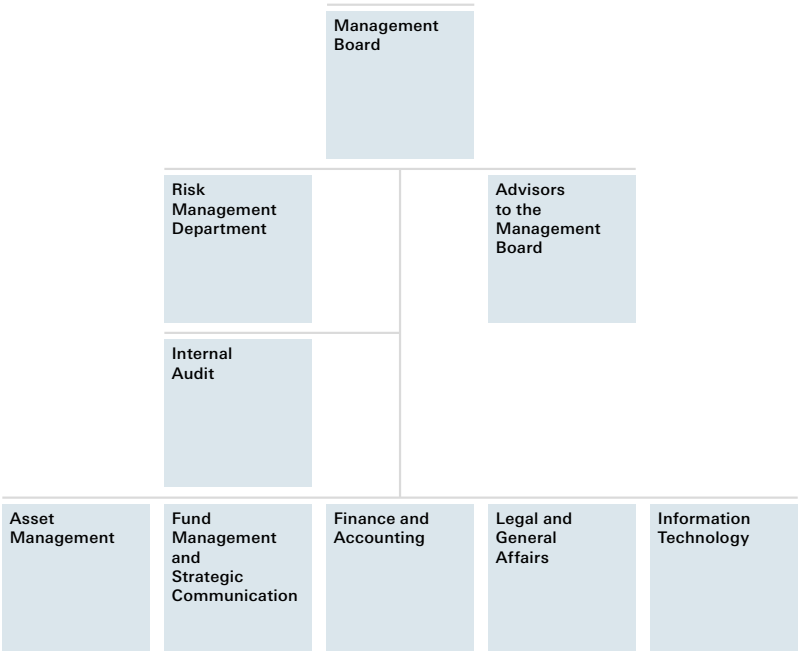 Management
Board
Risk
Management
Department
Advisors
to the
Management
Board
Internal
Audit
Asset
Management
Fund
Management
and
Strategic
Communication
Finance and
Accounting
Legal and
General
Affairs
Information
Technology